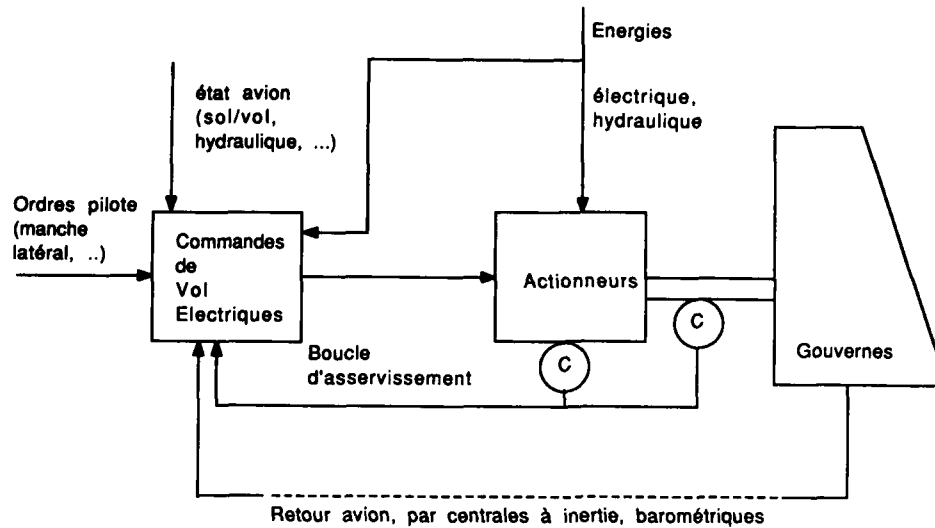 Energies
état avion
(sol/vol,
hydraulique, ...)
électrique,
hydraulique
Ordres pilote
(manche
latéral, ..)
Commandes
de
Vol
Electriques
Actionneurs
C
C
Gouvernes
Boucle
d'asservissement
Retour avion, par centrales à inertie, barométriques